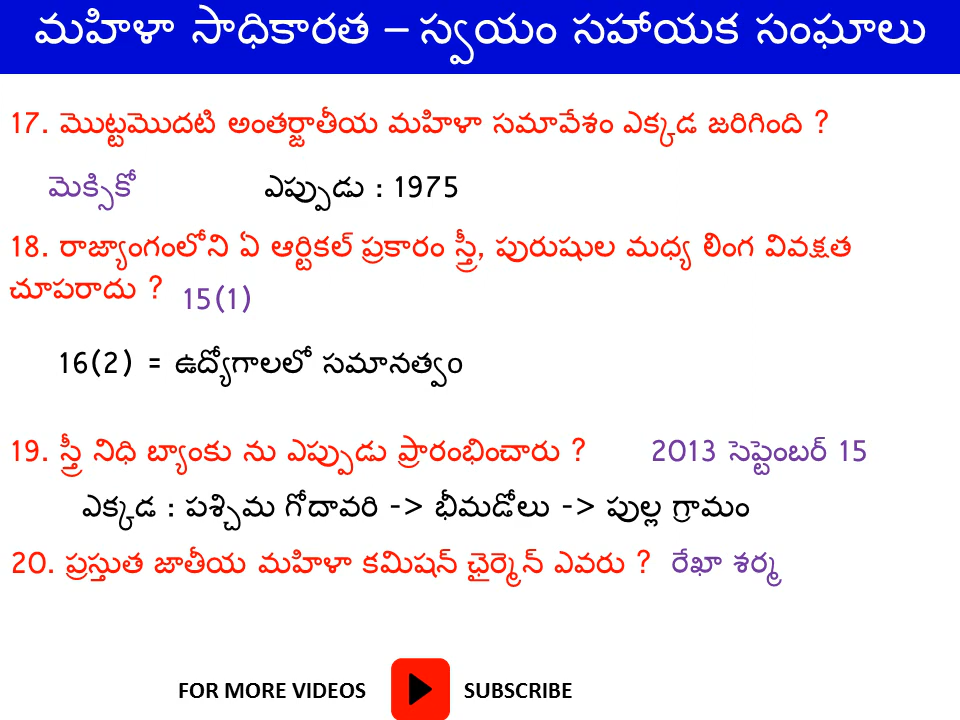 మహిళా సాధికారత – స్వయం సహాయక సంఘాలు
17. మొట్టమొదటి అంతర్జాతీయ మహిళా సమావేశం ఎక్కడ జరిగింది ?
మెక్సికో ఎప్పుడు : 1975
18. రాజ్యాంగంలోని ఏ ఆర్టికల్ ప్రకారం స్త్రీ, పురుషుల మధ్య లింగ వివక్షత
చూపరాదు ? 15(1)
16(2) = ఉద్యోగాలలో సమానత్వం
19. స్త్రీ నిధి బ్యాంకు ను ఎప్పుడు ప్రారంభించారు ? 2013 సెప్టెంబర్ 15
ఎక్కడ : పశ్చిమ గోదావరి -> భీమడోలు -> పుల్ల గ్రామం
20. ప్రస్తుత జాతీయ మహిళా కమిషన్ ఛైర్మెన్ ఎవరు ? రేఖా శర్మ
FOR MORE VIDEOS SUBSCRIBE